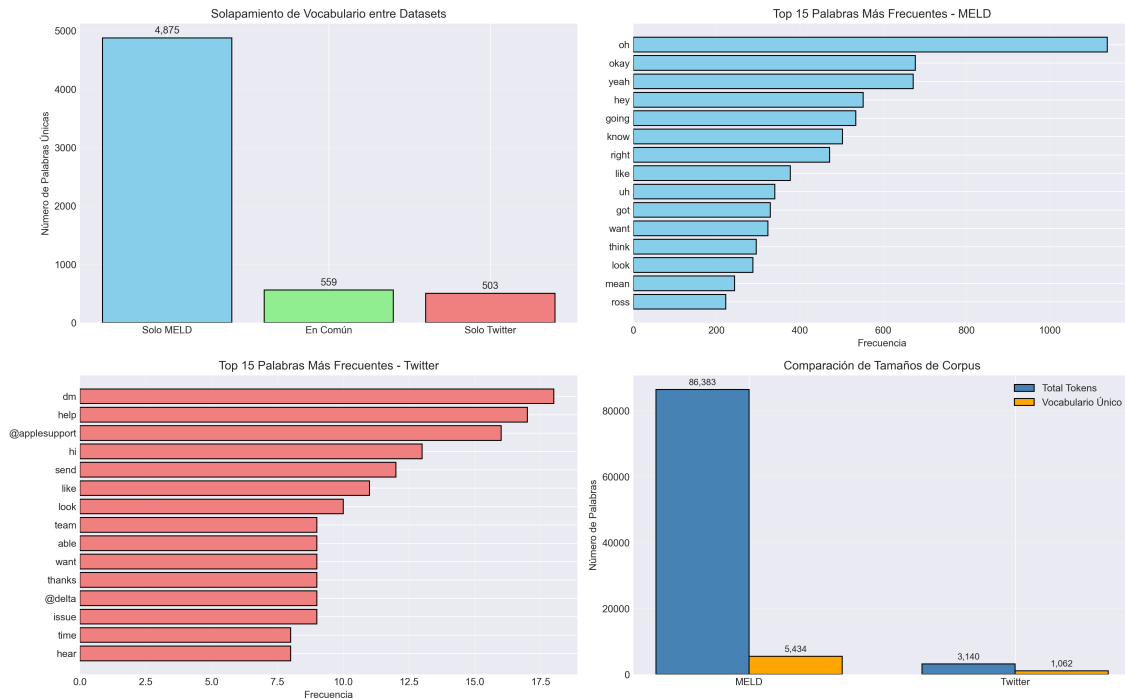 Solapamiento de Vocabulario entre Datasets
Número de Palabras Únicas
5000
4000
3000
2000
1000
0
4,875
559
503
Solo MELD
En Común
Solo Twitter
Top 15 Palabras Más Frecuentes - MELD
oh
okay
yeah
hey
going
know
right
like
uh
got
want
think
look
mean
ross
0
200
400
600
800
1000
Frecuencia
Top 15 Palabras Más Frecuentes - Twitter
dm
help
@applesupport
hi
send
like
look
team
able
want
thanks
@delta
issue
time
hear
0.0
2.5
5.0
7.5
10.0
12.5
15.0
17.5
Frecuencia
Comparación de Tamaños de Corpus
Total Tokens
Vocabulario Único
Número de Palabras
80000
60000
40000
20000
0
86,383
5,434
3,140
1,062
MELD
Twitter